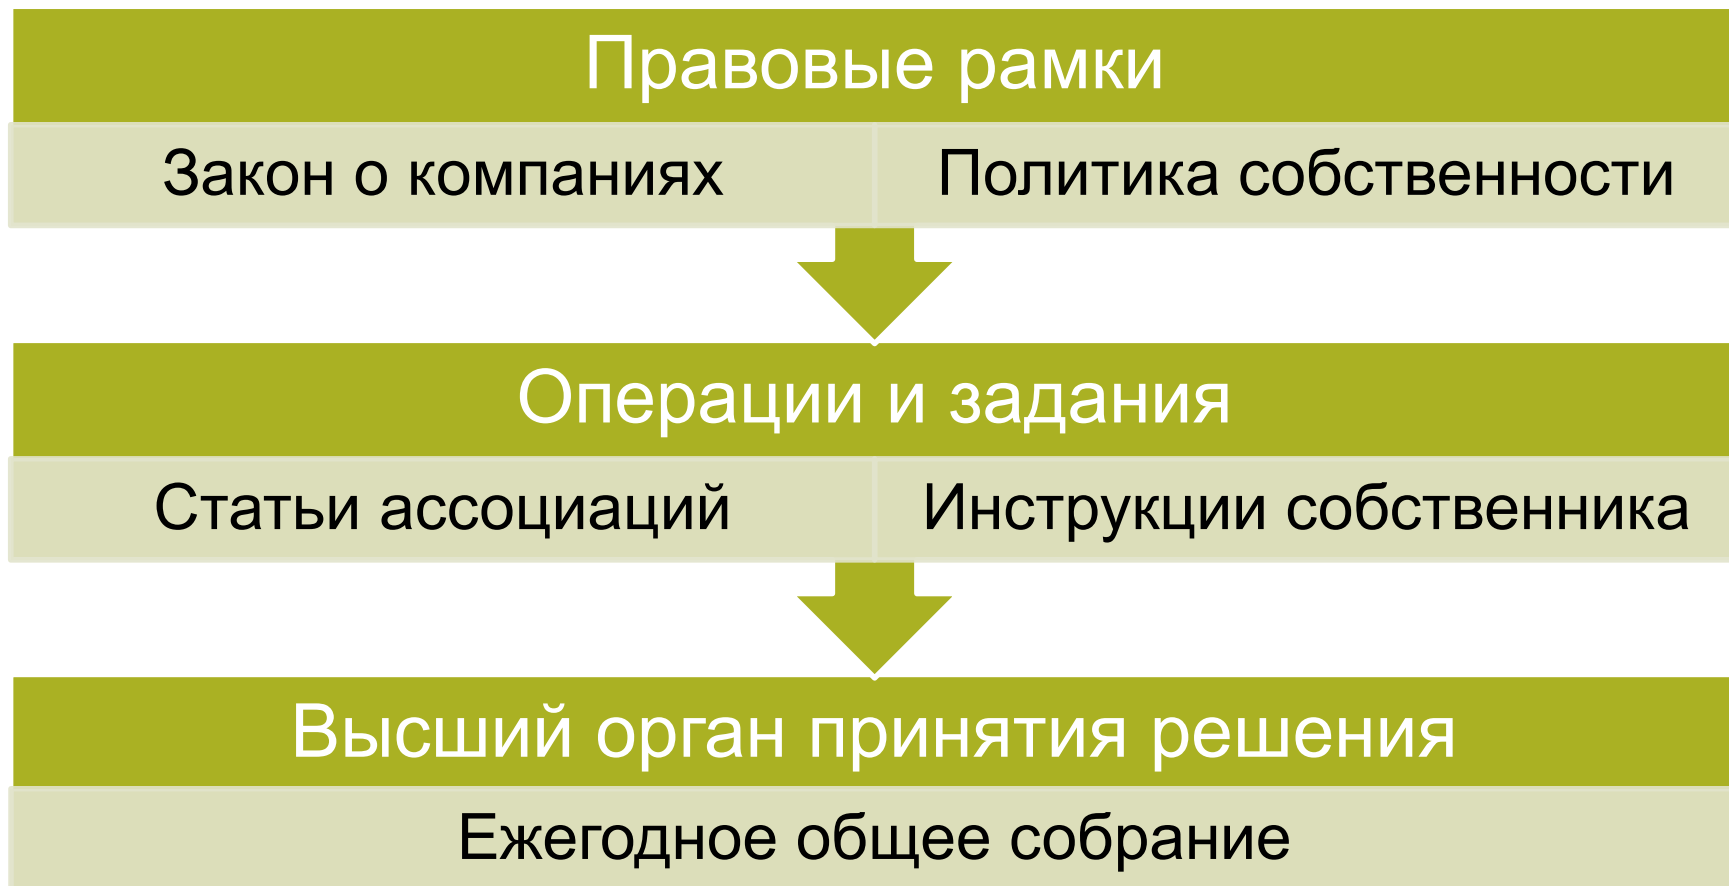 Правовые рамки
Закон о компаниях
Политика собственности
Операции и задания
Статьи ассоциаций
Инструкции собственника
Высший орган принятия решения
Ежегодное общее собрание